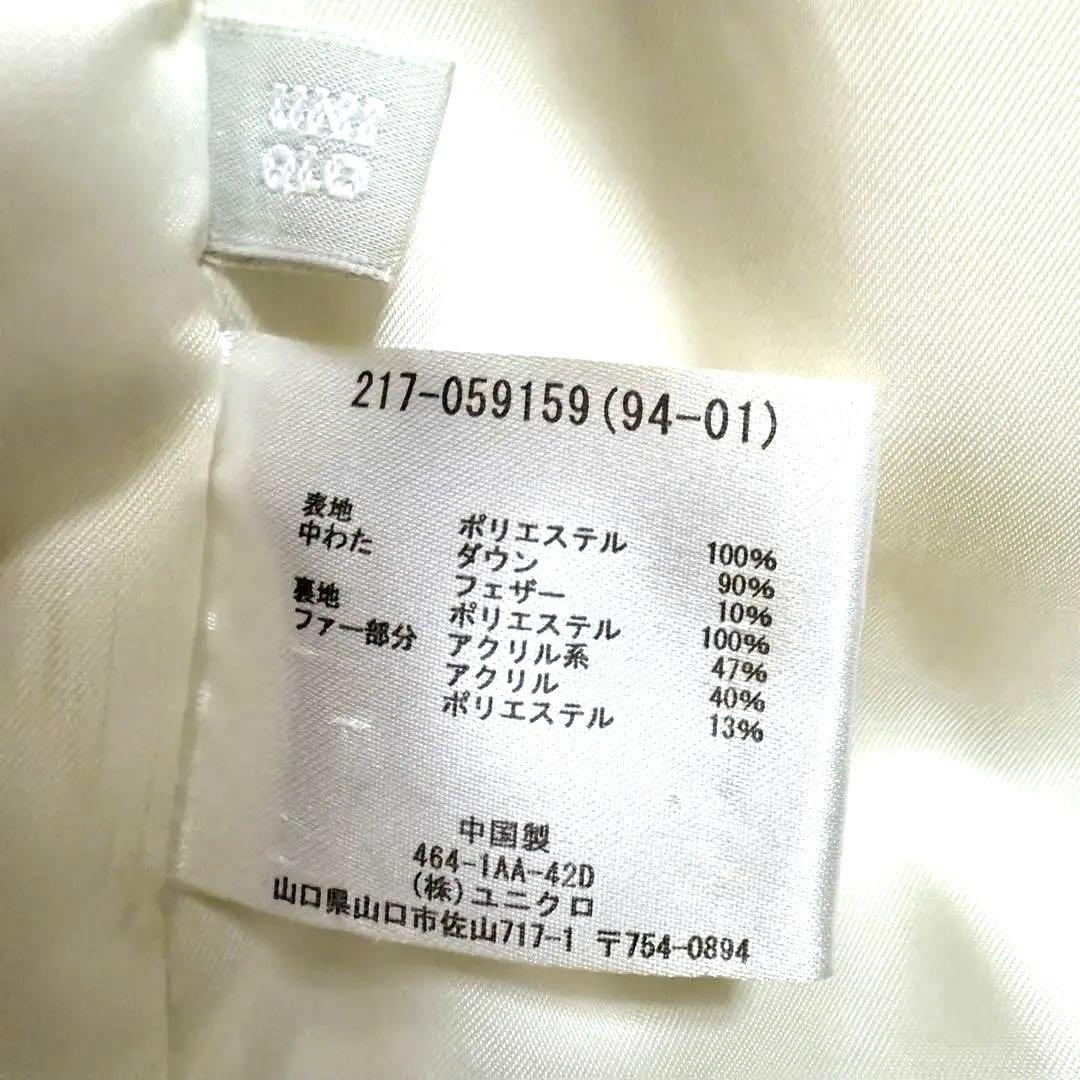 UNI
QLO
217-059159(94-01)
表地 ポリエステル 100%
中わた ダウン 90%
フェザー 10%
裏地 ポリエステル 100%
ファー部分 アクリル系 47%
アクリル 40%
ポリエステル 13%
中国製
464-1AA-42D
(株)ユニクロ
山口県山口市佐山717-1 〒754-0894